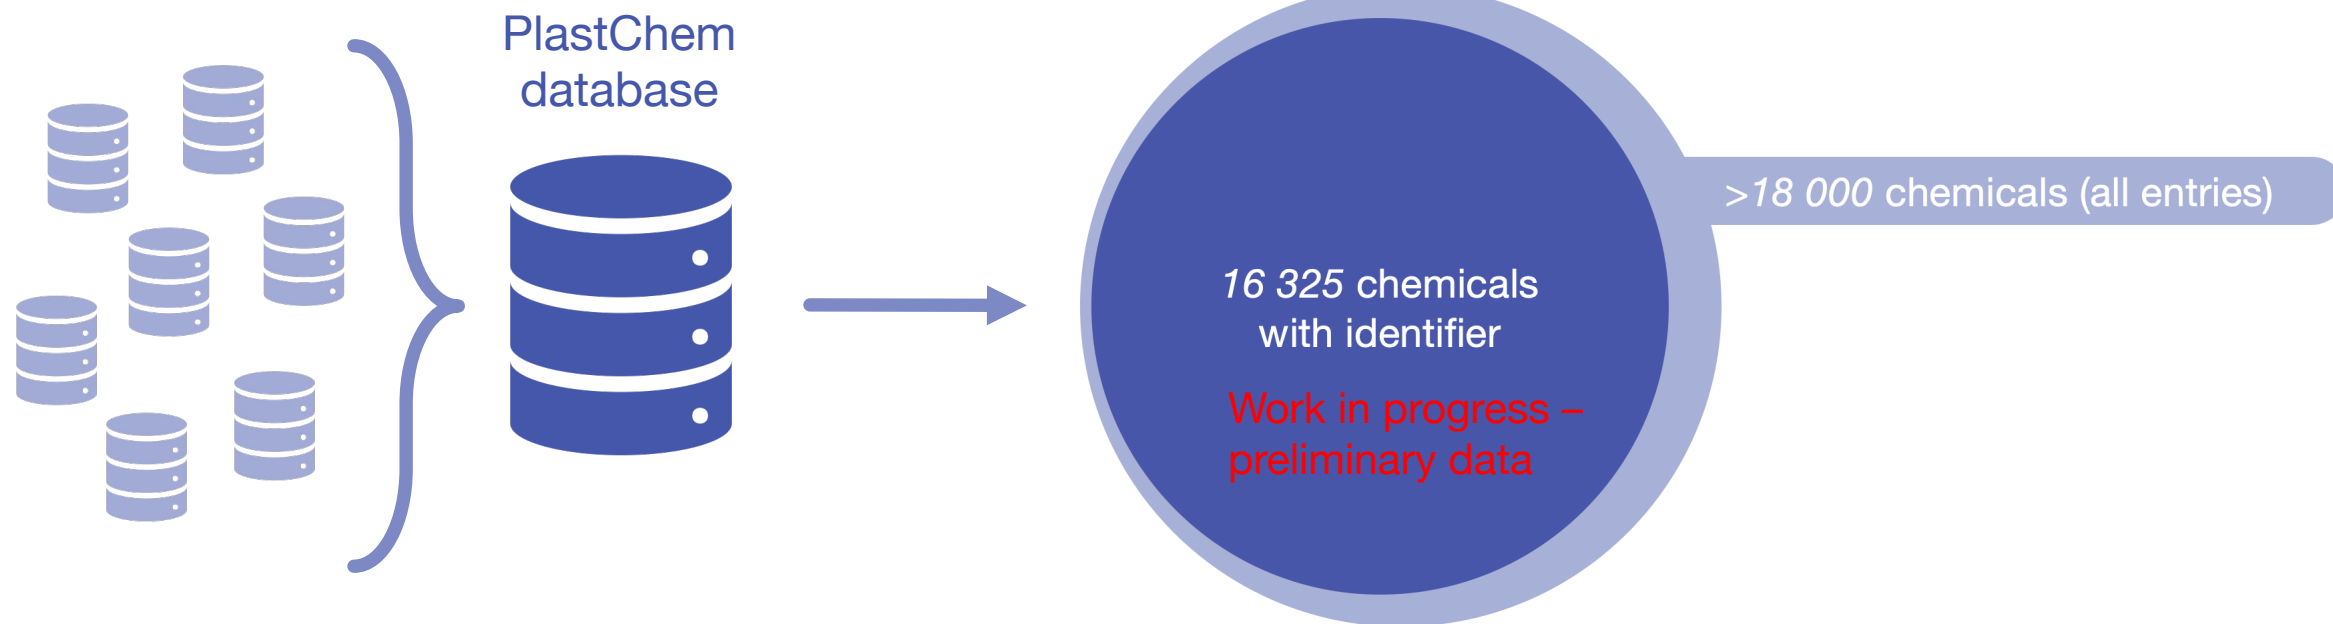 PlastChem
database
>18 000 chemicals (all entries)
16 325 chemicals
with identifier
Work in progress –
preliminary data